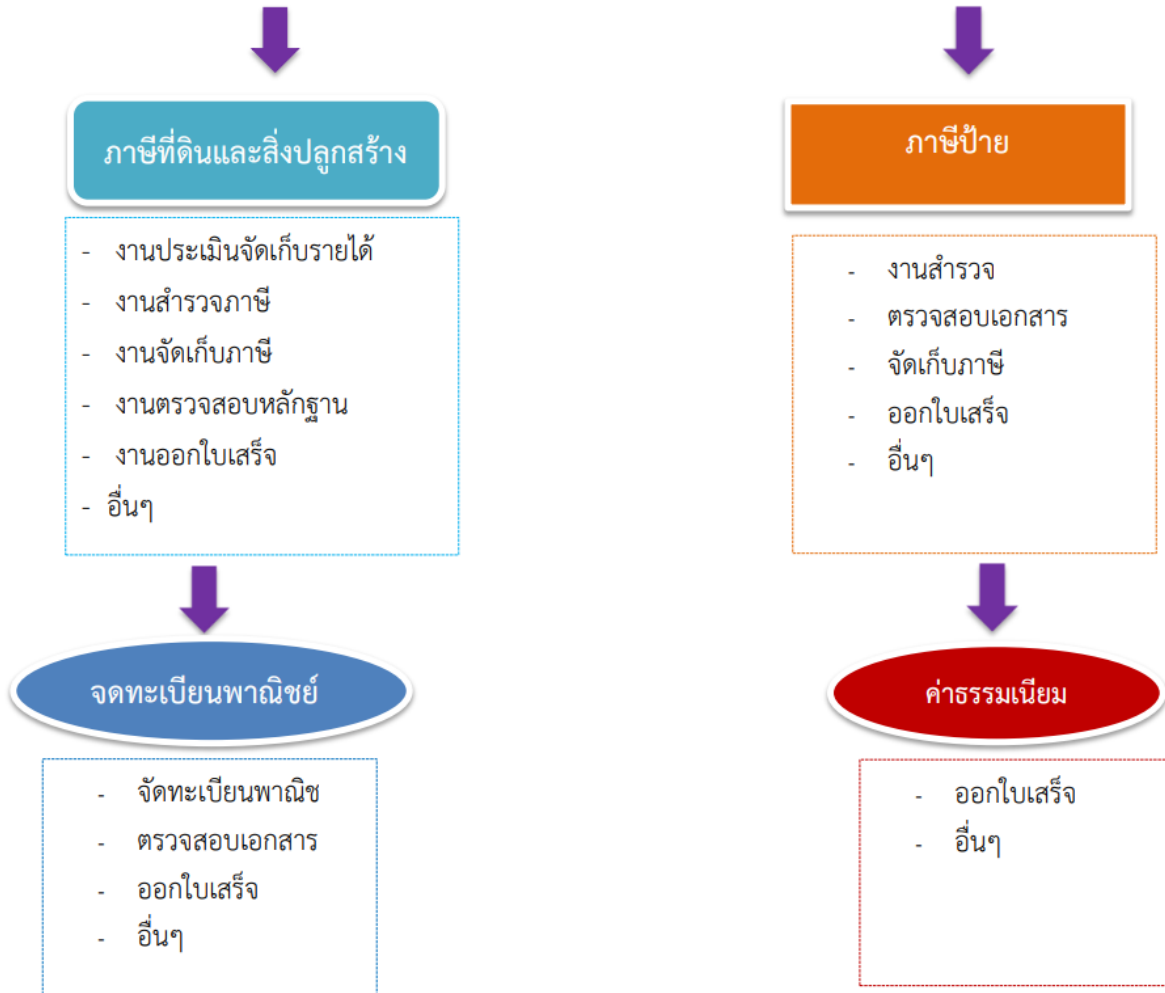 ภาษีที่ดินและสิ่งปลูกสร้าง
- งานประเมินจัดเก็บรายได้
- งานสำรวจภาษี
- งานจัดเก็บภาษี
- งานตรวจสอบหลักฐาน
- งานออกใบเสร็จ
- อื่นๆ
ภาษีป้าย
- งานสำรวจ
- ตรวจสอบเอกสาร
- จัดเก็บภาษี
- ออกใบเสร็จ
- อื่นๆ
จดทะเบียนพาณิชย์
- จัดทะเบียนพาณิช
- ตรวจสอบเอกสาร
- ออกใบเสร็จ
- อื่นๆ
ค่าธรรมเนียม
- ออกใบเสร็จ
- อื่นๆ